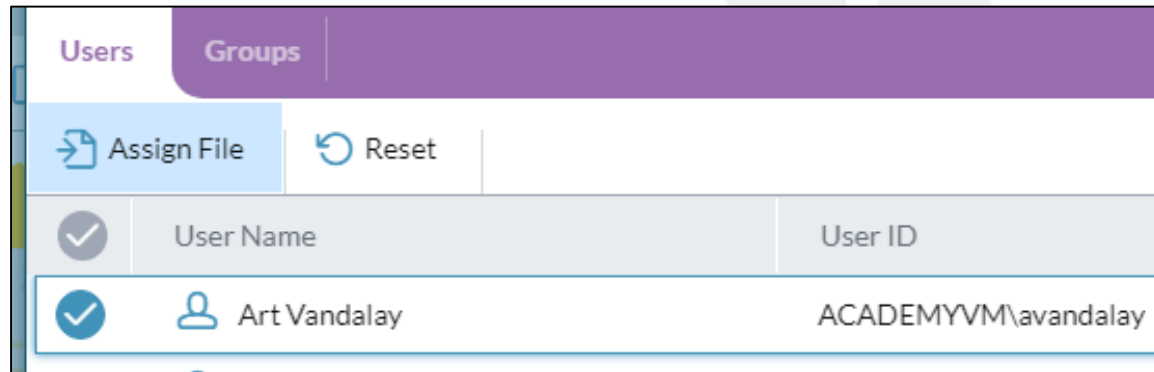 Users Groups
Assign File Reset
User Name User ID
Art Vandalay ACADEMYVM\avandalay